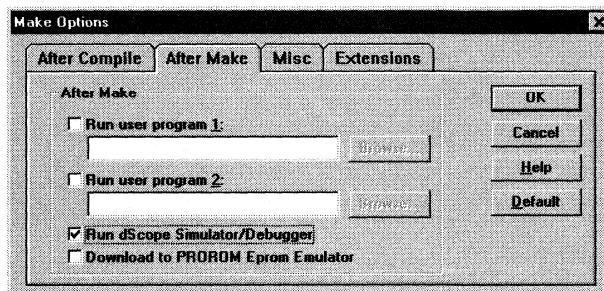 Make Options
After Compile After Make Misc Extensions
After Make
Run user program 1:
Browse...
Run user program 2:
Browse...
Run dScope Simulator/Debugger
Download to PROROM Eprom Emulator
OK
Cancel
Help
Default